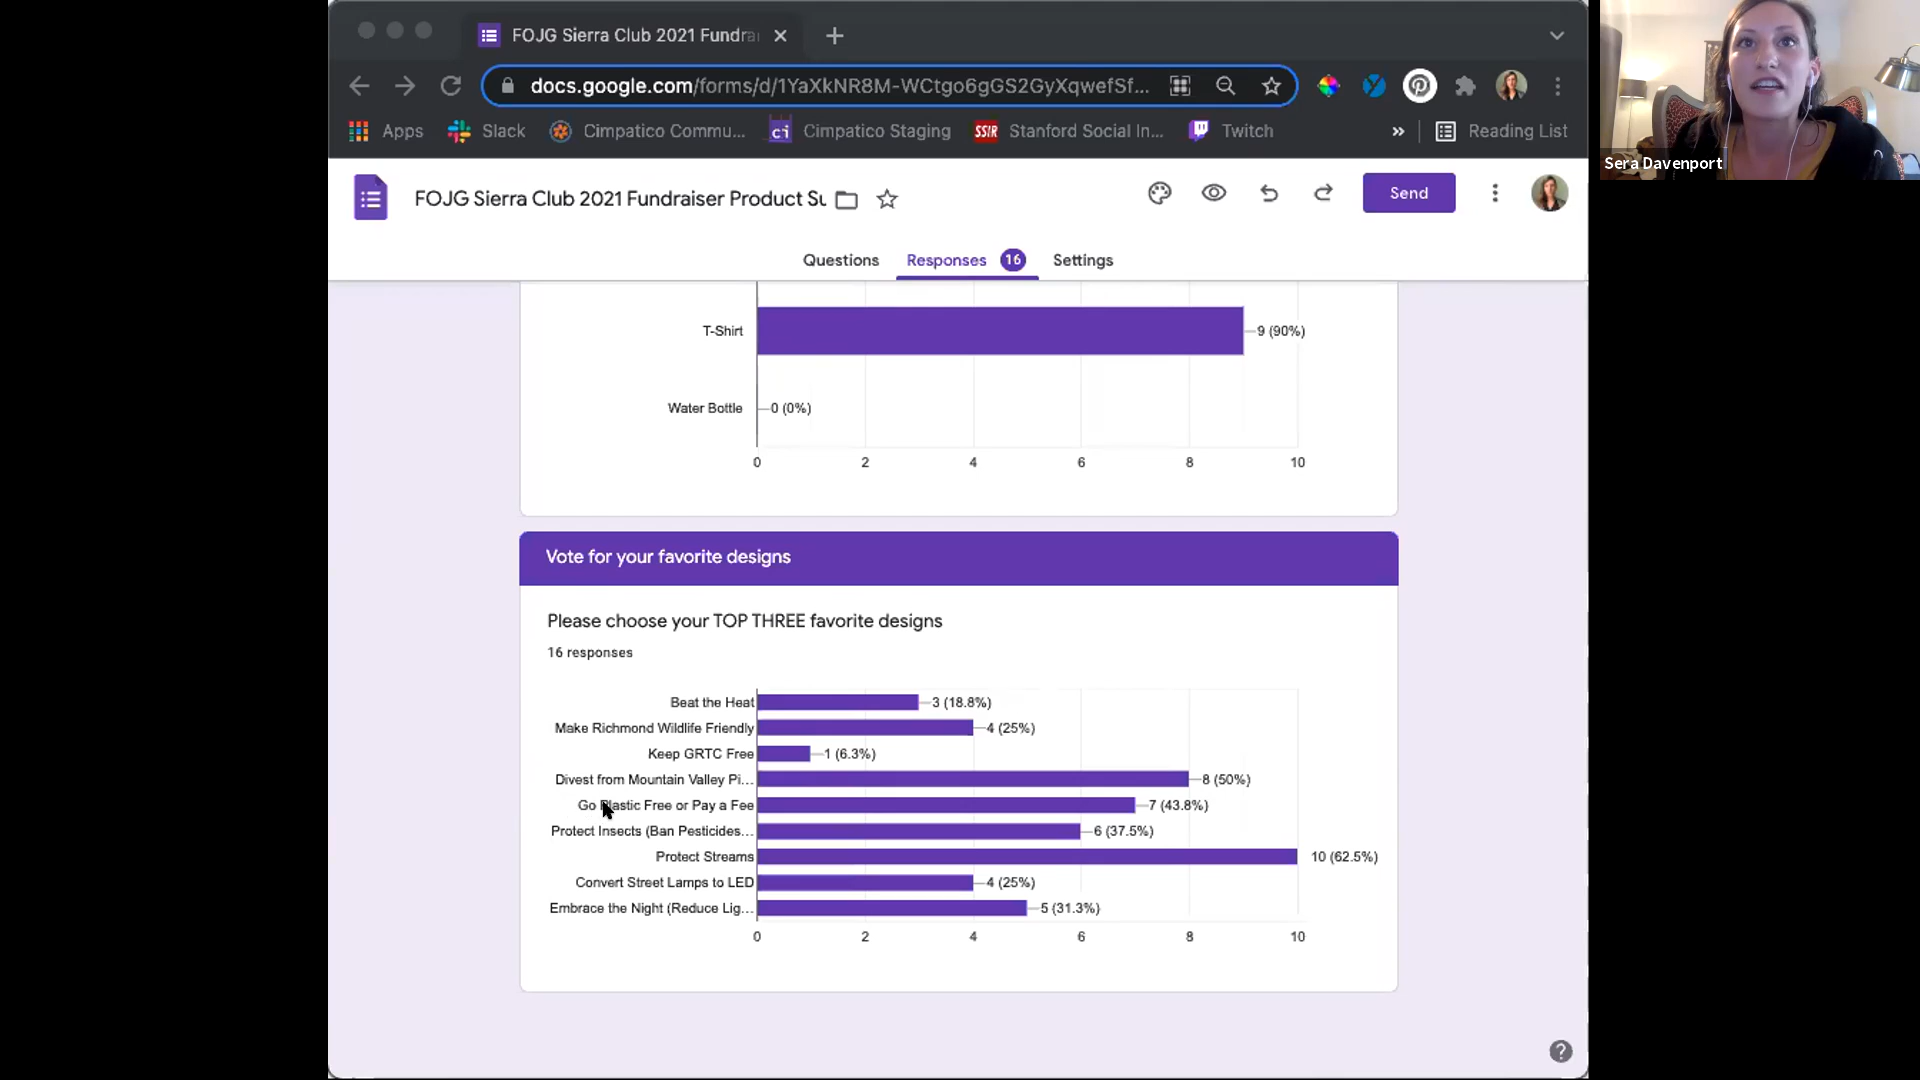 FOJG Sierra Club 2021 Fundra
docs.google.com/forms/d/1YaXkNR8M-WCtgo6gGS2GyXqwefSf...
Apps Slack Cimpatico Commu... ci Cimpatico Staging SSIR Stanford Social In... Twitch » Reading List
Sera Davenport
FOJG Sierra Club 2021 Fundraiser Product Su
Send
Questions Responses 16 Settings
T-Shirt 9 (90%)
Water Bottle 0 (0%)
0 2 4 6 8 10
Vote for your favorite designs
Please choose your TOP THREE favorite designs
16 responses
Beat the Heat 3 (18.8%)
Make Richmond Wildlife Friendly 4 (25%)
Keep GRTC Free 1 (6.3%)
Divest from Mountain Valley Pi... 8 (50%)
Go Plastic Free or Pay a Fee 7 (43.8%)
Protect Insects (Ban Pesticides... 6 (37.5%)
Protect Streams 10 (62.5%)
Convert Street Lamps to LED 4 (25%)
Embrace the Night (Reduce Lig... 5 (31.3%)
0 2 4 6 8 10